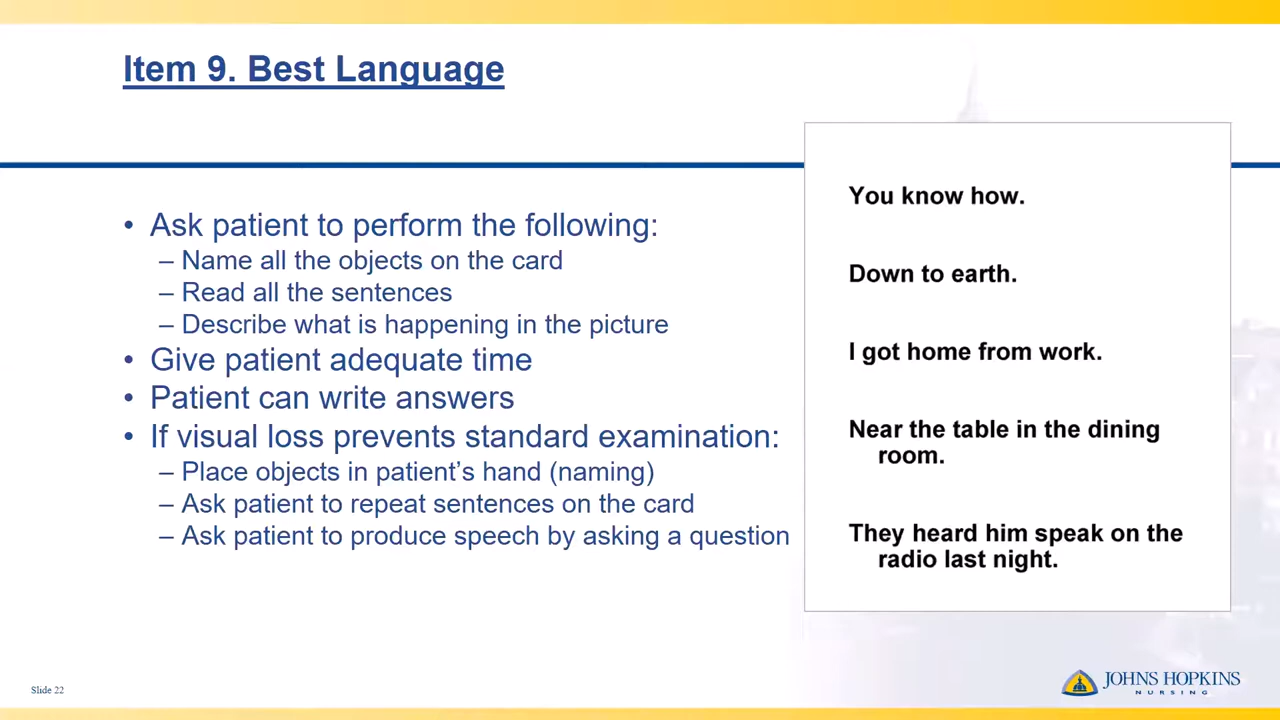 Item 9. Best Language
• Ask patient to perform the following:
– Name all the objects on the card
– Read all the sentences
– Describe what is happening in the picture
• Give patient adequate time
• Patient can write answers
• If visual loss prevents standard examination:
– Place objects in patient’s hand (naming)
– Ask patient to repeat sentences on the card
– Ask patient to produce speech by asking a question
You know how.
Down to earth.
I got home from work.
Near the table in the dining
room.
They heard him speak on the
radio last night.
Slide 22
JOHNS HOPKINS
NURSING